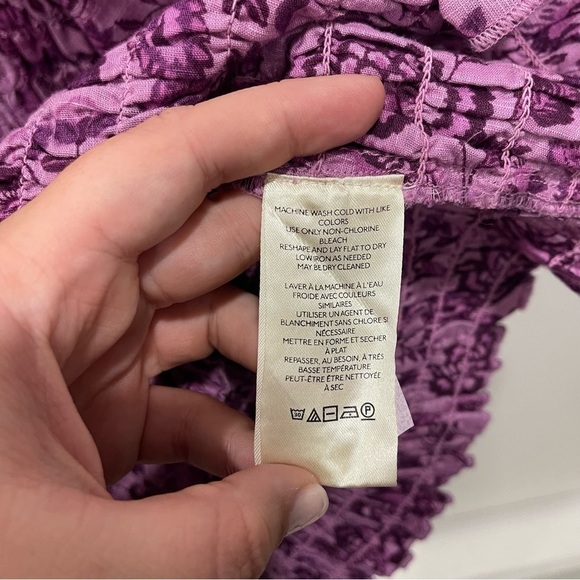 MACHINE WASH COLD WITH LIKE
COLORS
USE ONLY NON-CHLORINE
BLEACH
RESHAPE AND LAY FLAT TO DRY
LOW IRON AS NEEDED
MAY BE DRY CLEANED
LAVER À LA MACHINE À L'EAU
FROIDE AVEC COULEURS
SIMILAIRES
UTILISER UN AGENT DE
BLANCHIMENT SANS CHLORE SI
NÉCESSAIRE
METTRE EN FORME ET SÉCHER
À PLAT
REPASSER, AU BESOIN, À TRÈS
BASSE TEMPÉRATURE
PEUT-ÊTRE ÊTRE NETTOYÉE
À SEC
30 P